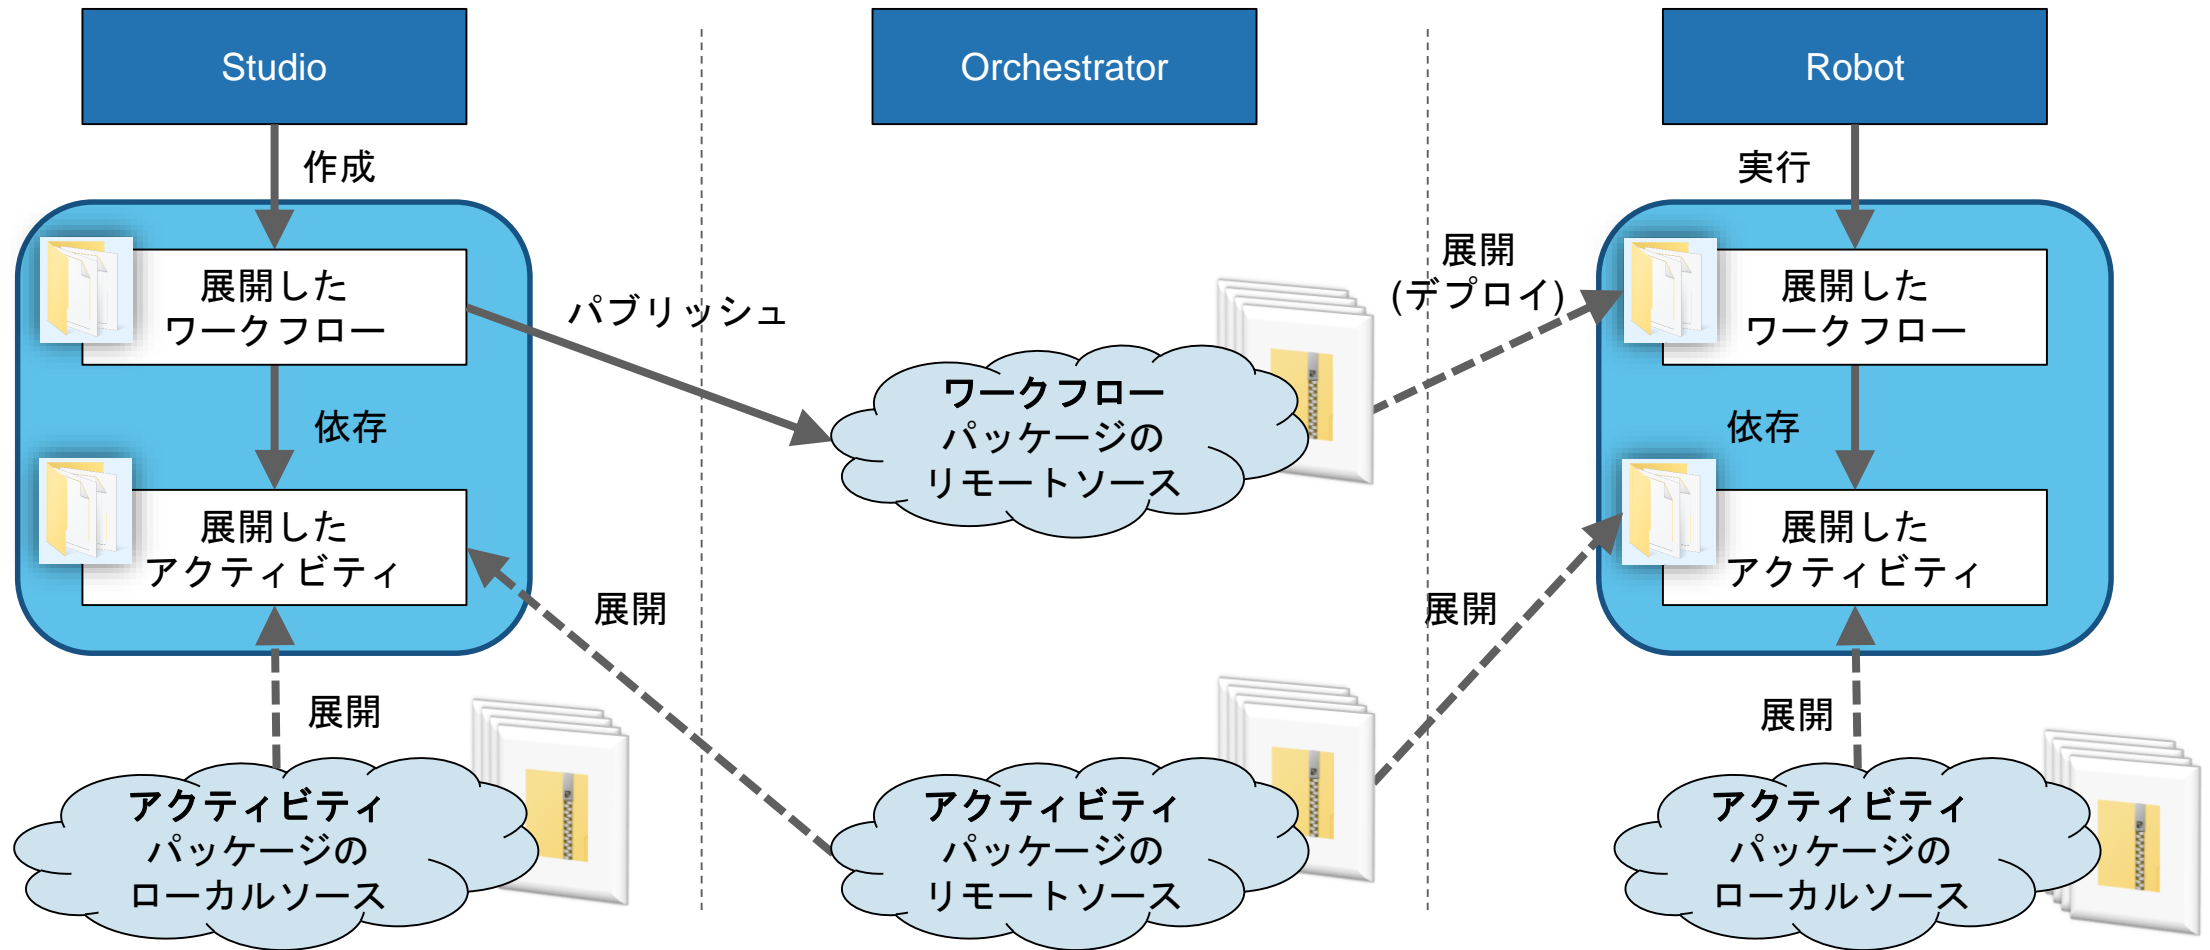 Studio
Orchestrator
Robot
作成
実行
展開した
ワークフロー
パブリッシュ
展開
(デプロイ)
展開した
ワークフロー
依存
ワークフロー
パッケージの
リモートソース
依存
展開した
アクティビティ
展開した
アクティビティ
展開
展開
展開
展開
アクティビティ
パッケージの
ローカルソース
アクティビティ
パッケージの
リモートソース
アクティビティ
パッケージの
ローカルソース